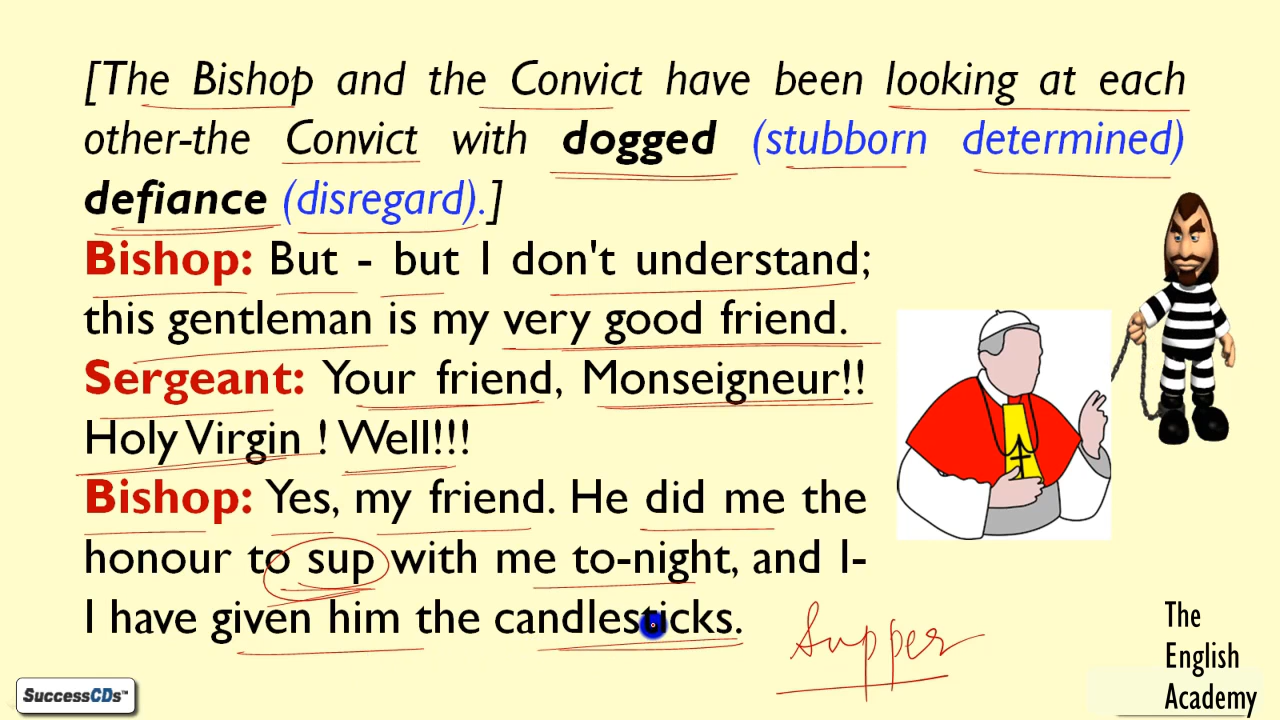 [The Bishop and the Convict have been looking at each
other-the Convict with dogged (stubborn determined)
defiance (disregard).]
Bishop: But - but I don't understand;
this gentleman is my very good friend.
Sergeant: Your friend, Monseigneur!!
Holy Virgin ! Well!!!
Bishop: Yes, my friend. He did me the
honour to sup with me to-night, and I-
I have given him the candlesticks.
Supper
The
English
Academy
SuccessCDs™